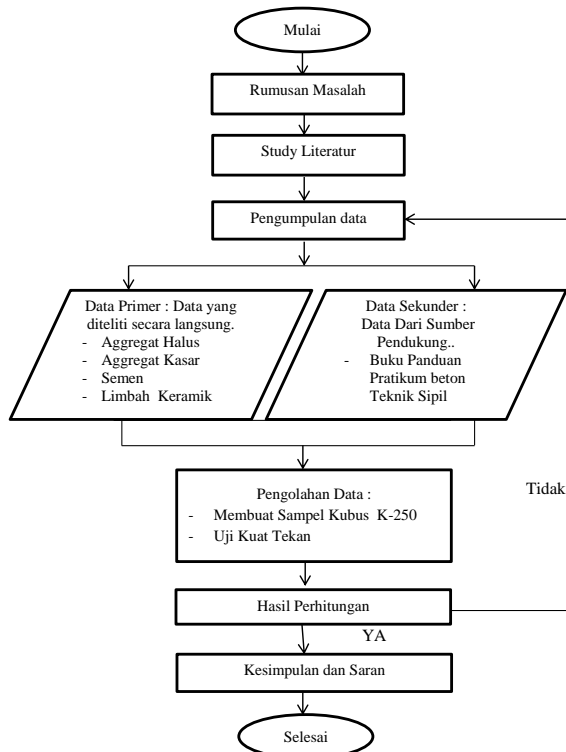 Mulai
Rumusan Masalah
Study Literatur
Pengumpulan data
Data Primer : Data yang
diteliti secara langsung.
- Aggregat Halus
- Aggregat Kasar
- Semen
- Limbah Keramik
Data Sekunder :
Data Dari Sumber
Pendukung..
- Buku Panduan
Pratikum beton
Teknik Sipil
Pengolahan Data :
- Membuat Sampel Kubus K-250
- Uji Kuat Tekan
Tidak
Hasil Perhitungan
YA
Kesimpulan dan Saran
Selesai